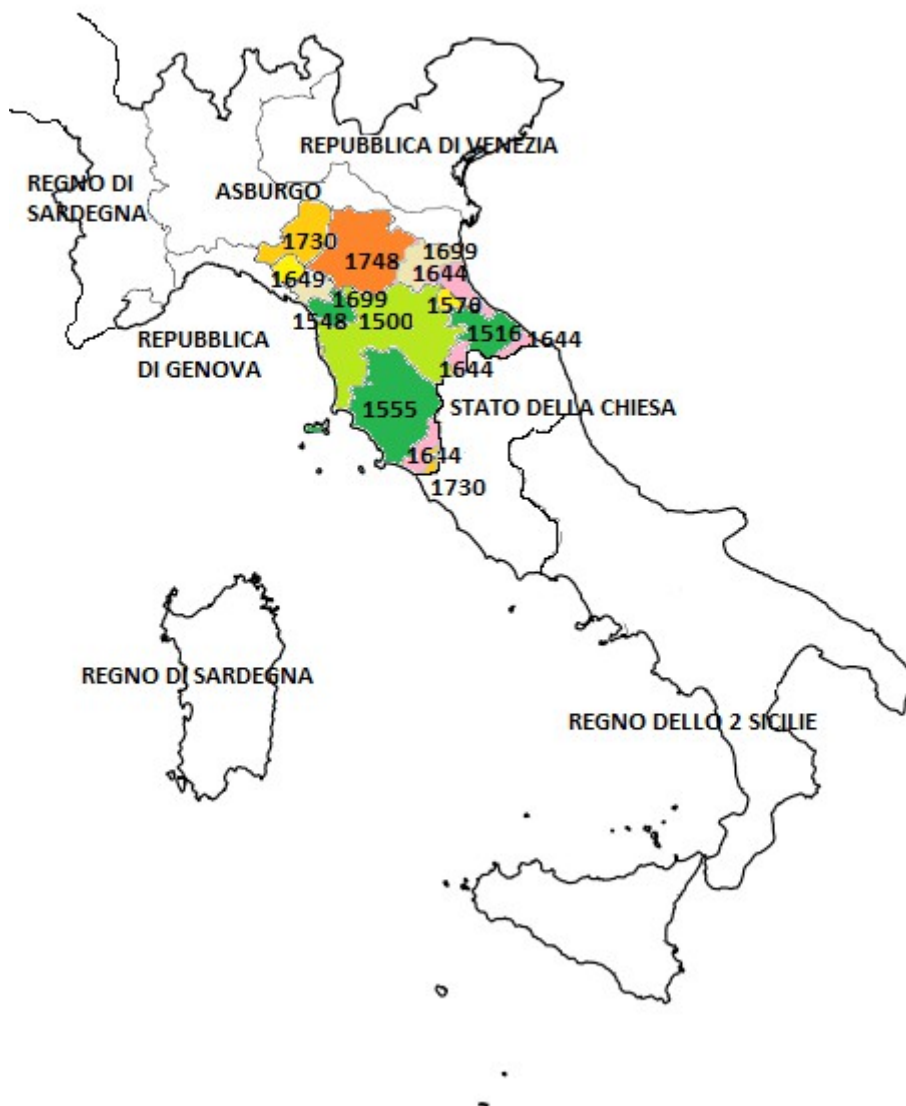 REPUBBLICA DI VENEZIA
REGNO DI
SARDEGNA
ASBURGO
1730
1699
1748
1644
1649
1699
1570
1548
1500
1516
1644
REPUBBLICA
DI GENOVA
1644
1555
STATO DELLA CHIESA
1644
1730
REGNO DI SARDEGNA
REGNO DELLO 2 SICILIE